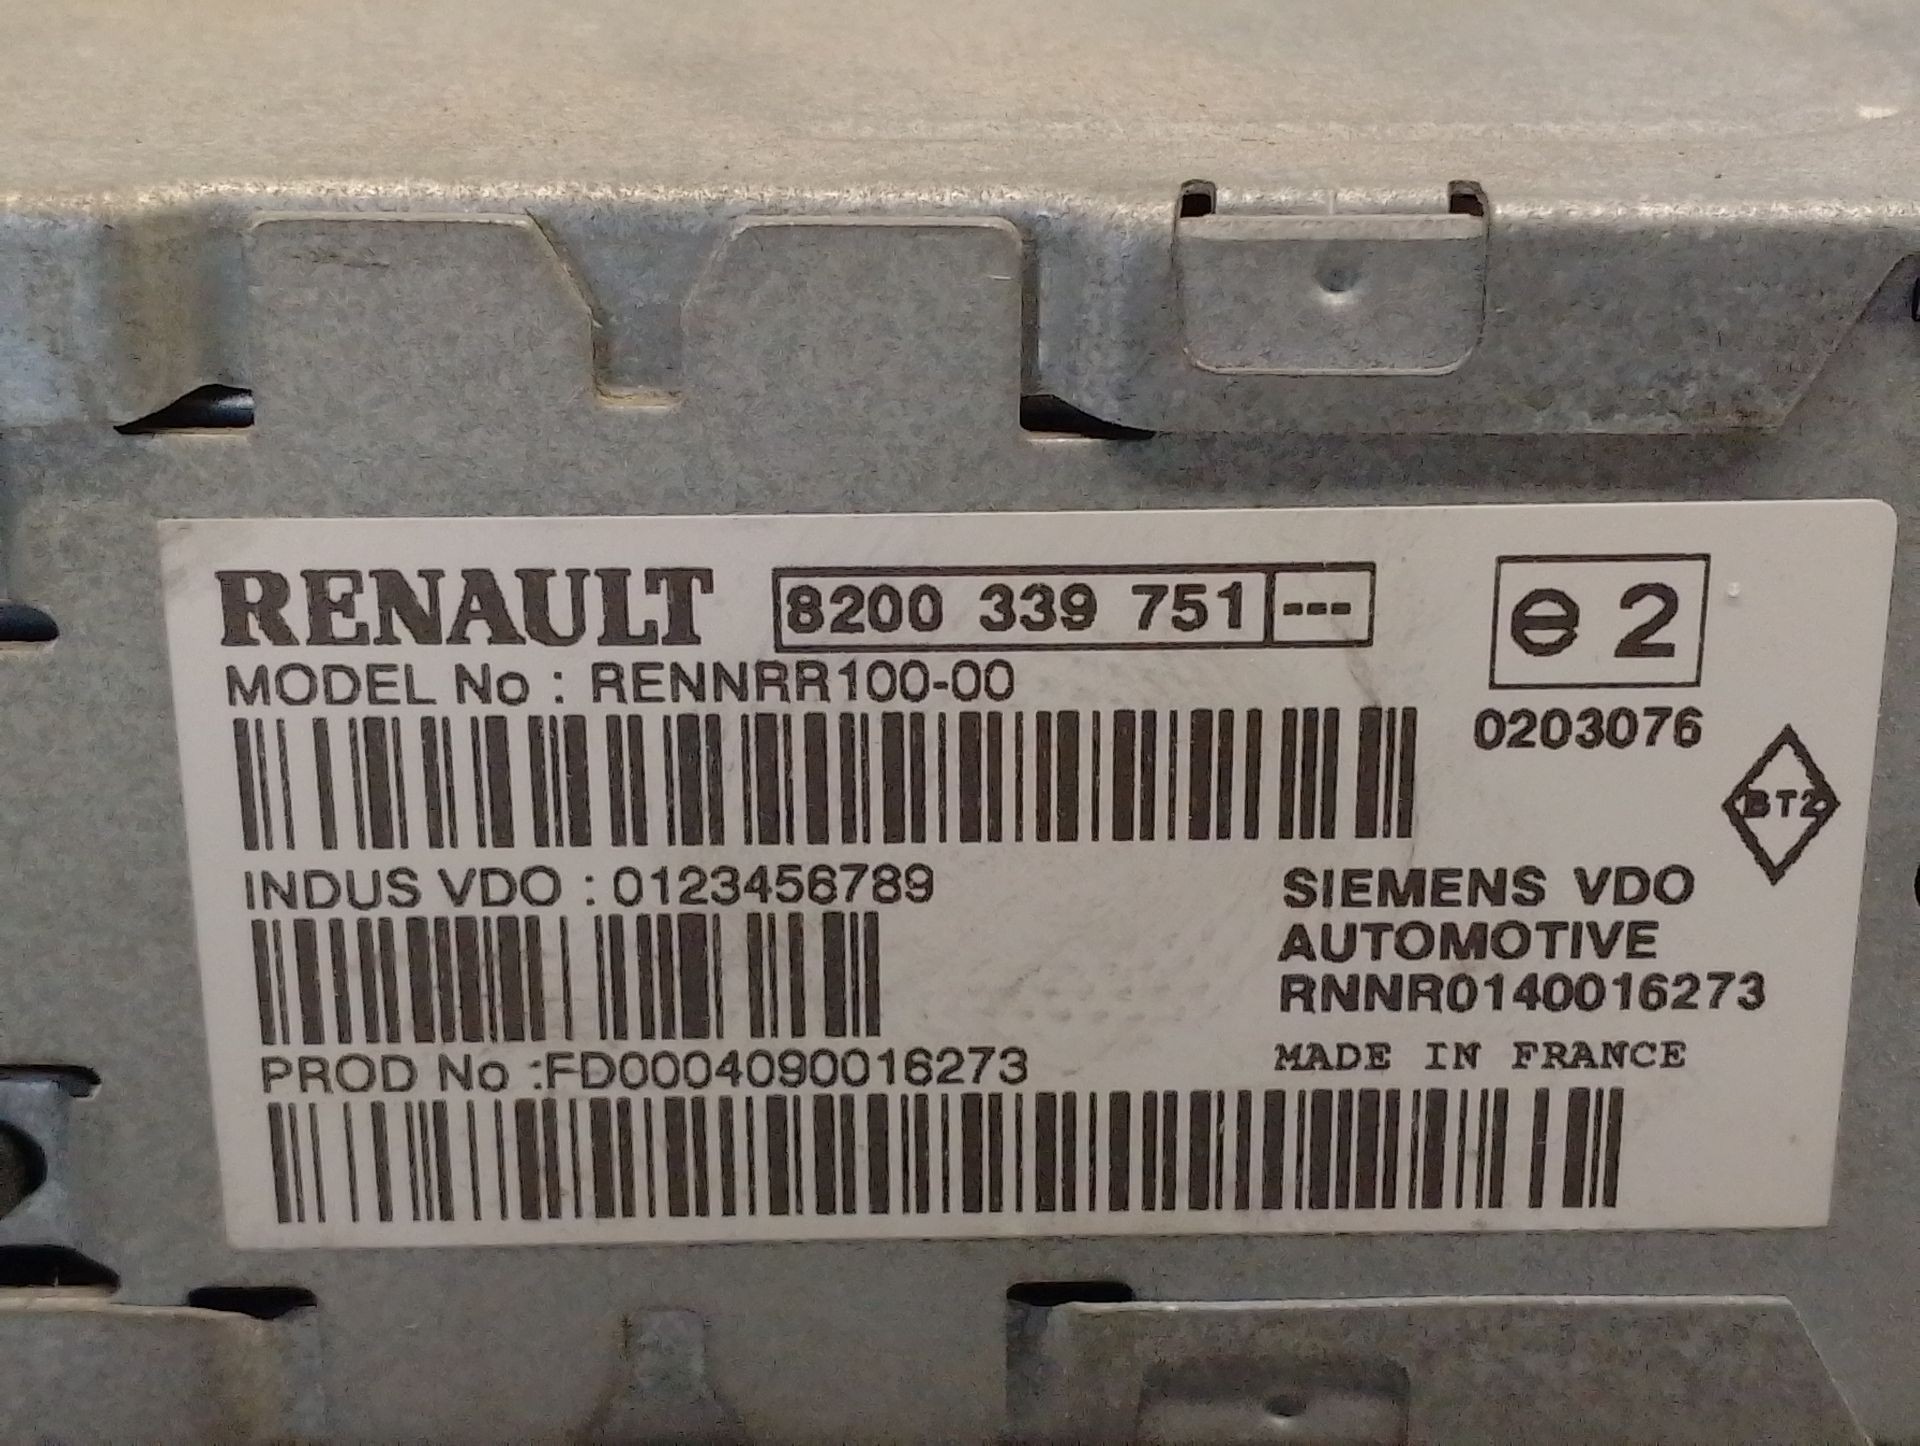 RENAULT 8200 339 751 --- e 2
MODEL No : RENNRR100-00
0203076
BT2
INDUS VDO : 0123456789
SIEMENS VDO
AUTOMOTIVE
RNNR0140016273
PROD No :FD0004090016273
MADE IN FRANCE